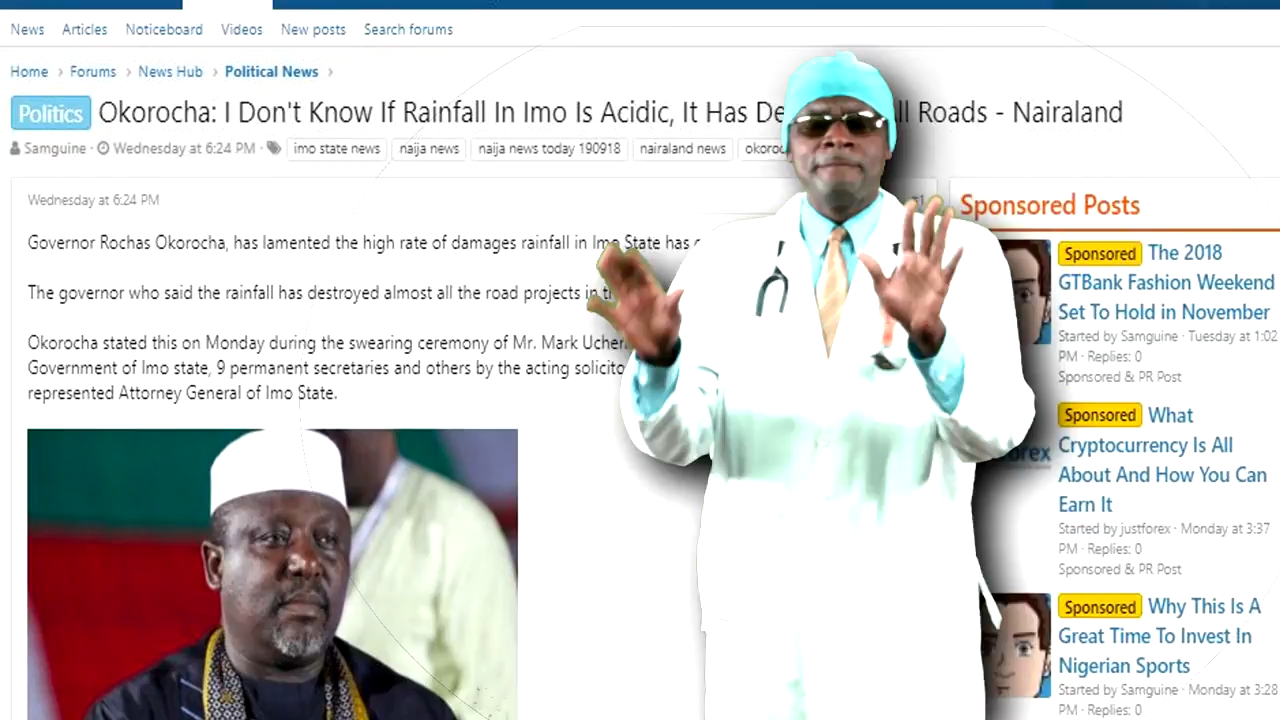 News Articles Noticeboard Videos New posts Search forums
Home > Forums > News Hub > Political News >
Politics Okorocha: I Don't Know If Rainfall In Imo Is Acidic, It Has All Roads - Nairaland
Samguine · Wednesday at 6:24 PM · imo state news naija news naija news today 190918 nairaland news
Wednesday at 6:24 PM
Governor Rochas Okorocha, has lamented the high rate of damages rainfall in Imo State has
The governor who said the rainfall has destroyed almost all the road projects in
Okorocha stated this on Monday during the swearing ceremony of Mr. Mark
Government of Imo state, 9 permanent secretaries and others by the acting
represented Attorney General of Imo State.
Sponsored Posts
Sponsored The 2018
GTBank Fashion Weekend
Set To Hold in November
Started by Samguine · Tuesday at 1:02
PM · Replies: 0
Sponsored & PR Post
Sponsored What
Cryptocurrency Is All
About And How You Can
Earn It
Started by justforex · Monday at 3:37
PM · Replies: 0
Sponsored & PR Post
Sponsored Why This Is A
Great Time To Invest In
Nigerian Sports
Started by Samguine · Monday at 3:28
PM · Replies: 0